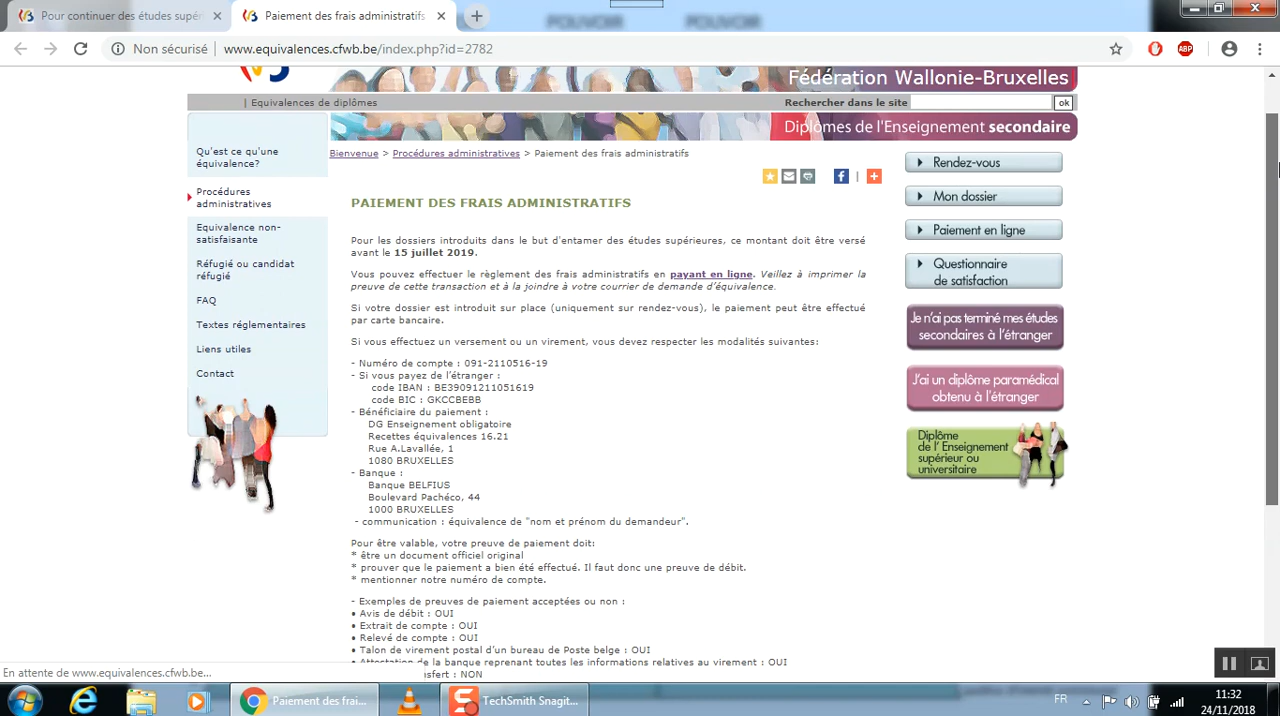 POUVOIR POUVOIR
Pour continuer des études supér
Paiement des frais administratifs
Non sécurisé www.equivalences.cfwb.be/index.php?id=2782
ABP
Fédération Wallonie-Bruxelles
| Equivalences de diplômes
Rechercher dans le site
ok
Diplômes de l'Enseignement secondaire
Qu'est ce qu'une
équivalence?
Procédures
administratives
Equivalence non-
satisfaisante
Réfugié ou candidat
réfugié
FAQ
Textes réglementaires
Liens utiles
Contact
Bienvenue > Procédures administratives > Paiement des frais administratifs
PAIEMENT DES FRAIS ADMINISTRATIFS
Pour les dossiers introduits dans le but d'entamer des études supérieures, ce montant doit être versé
avant le 15 juillet 2019.
Vous pouvez effectuer le règlement des frais administratifs en payant en ligne. Veillez à imprimer la
preuve de cette transaction et à la joindre à votre courrier de demande d'équivalence.
Si votre dossier est introduit sur place (uniquement sur rendez-vous), le paiement peut être effectué
par carte bancaire.
Si vous effectuez un versement ou un virement, vous devez respecter les modalités suivantes:
- Numéro de compte : 091-2110516-19
- Si vous payez de l'étranger :
code IBAN : BE39091211051619
code BIC : GKCCBEBB
- Bénéficiaire du paiement :
DG Enseignement obligatoire
Recettes équivalences 16.21
Rue A.Lavallée, 1
1080 BRUXELLES
- Banque :
Banque BELFIUS
Boulevard Pachéco, 44
1000 BRUXELLES
- communication : équivalence de "nom et prénom du demandeur".
Pour être valable, votre preuve de paiement doit:
* être un document officiel original
* prouver que le paiement a bien été effectué. Il faut donc une preuve de débit.
* mentionner notre numéro de compte.
- Exemples de preuves de paiement acceptées ou non :
• Avis de débit : OUI
• Extrait de compte : OUI
• Relevé de compte : OUI
• Talon de virement postal d'un bureau de Poste belge : OUI
• Attestation de la banque reprenant toutes les informations relatives au virement : OUI
sfert : NON
Rendez-vous
Mon dossier
Paiement en ligne
Questionnaire
de satisfaction
Je n'ai pas terminé mes études
secondaires à l'étranger
J'ai un diplôme paramédical
obtenu à l'étranger
Diplôme
de l' Enseignement
supérieur ou
universitaire
En attente de www.equivalences.cfwb.be...
Paiement des frai...
TechSmith Snagit...
FR
11:32
24/11/2018